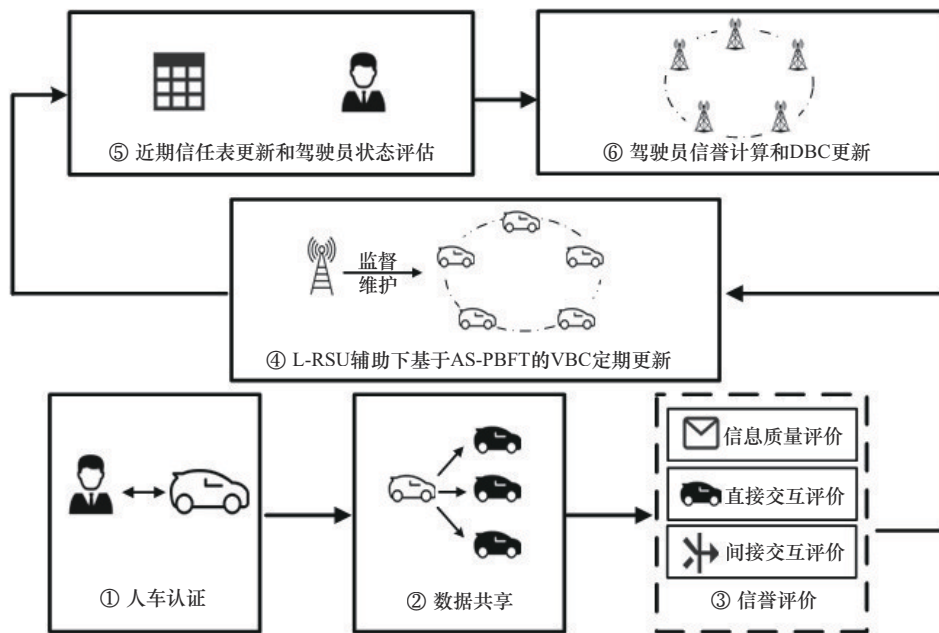 ⑤ 近期信任表更新和驾驶员状态评估
⑥ 驾驶员信誉计算和DBC更新
监督
维护
④ L-RSU辅助下基于AS-PBFT的VBC定期更新
① 人车认证
② 数据共享
信息质量评价
直接交互评价
间接交互评价
③ 信誉评价